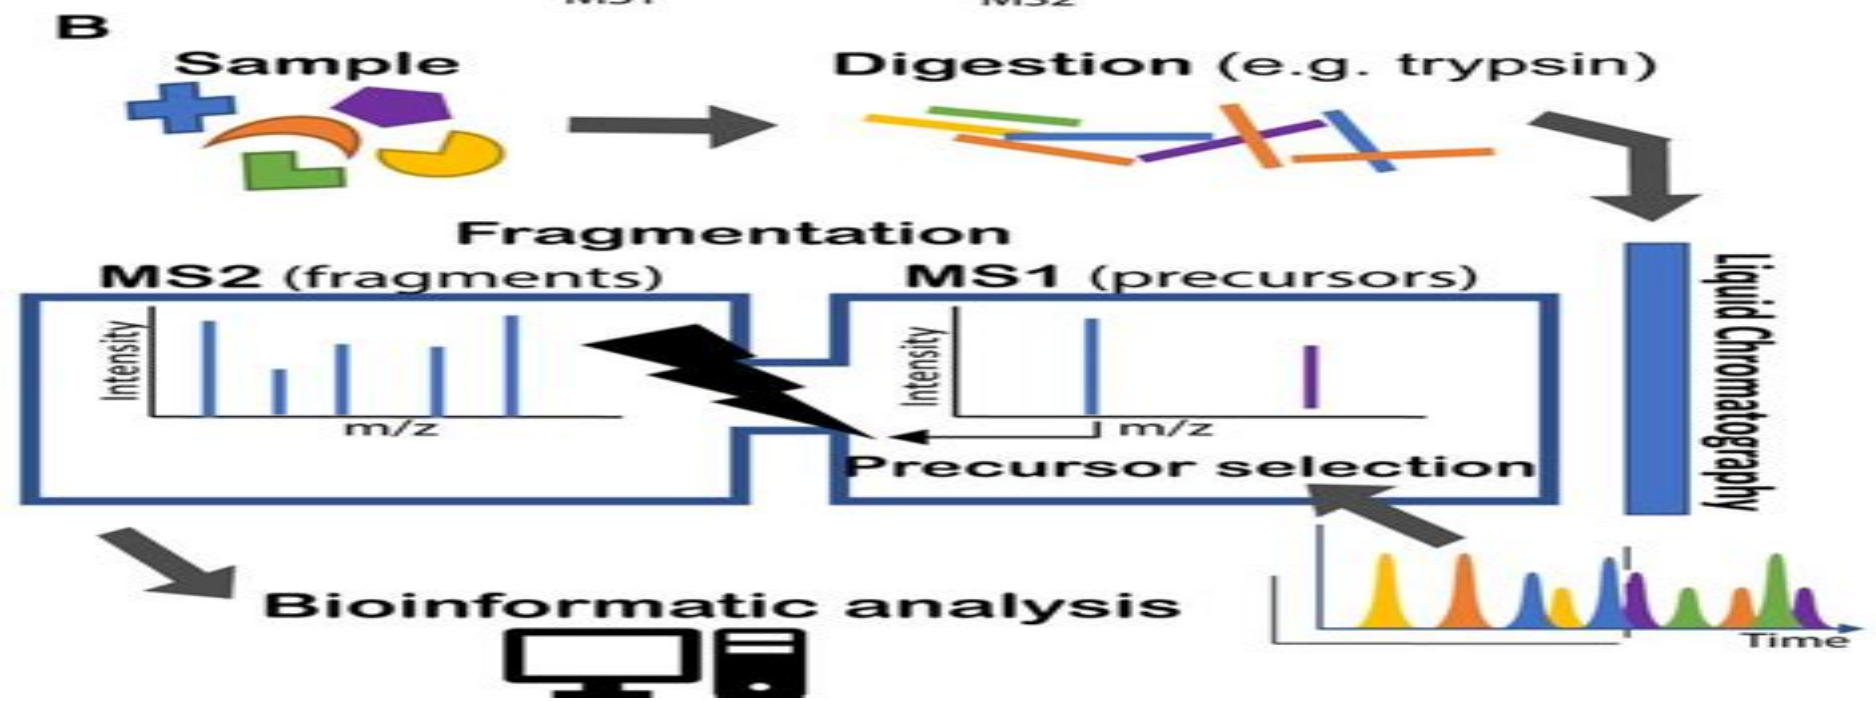 B
Sample
Digestion (e.g. trypsin)
Fragmentation
MS2 (fragments)
MS1 (precursors)
Intensity
m/z
Intensity
m/z
Precursor selection
Liquid Chromatography
Time
Bioinformatic analysis